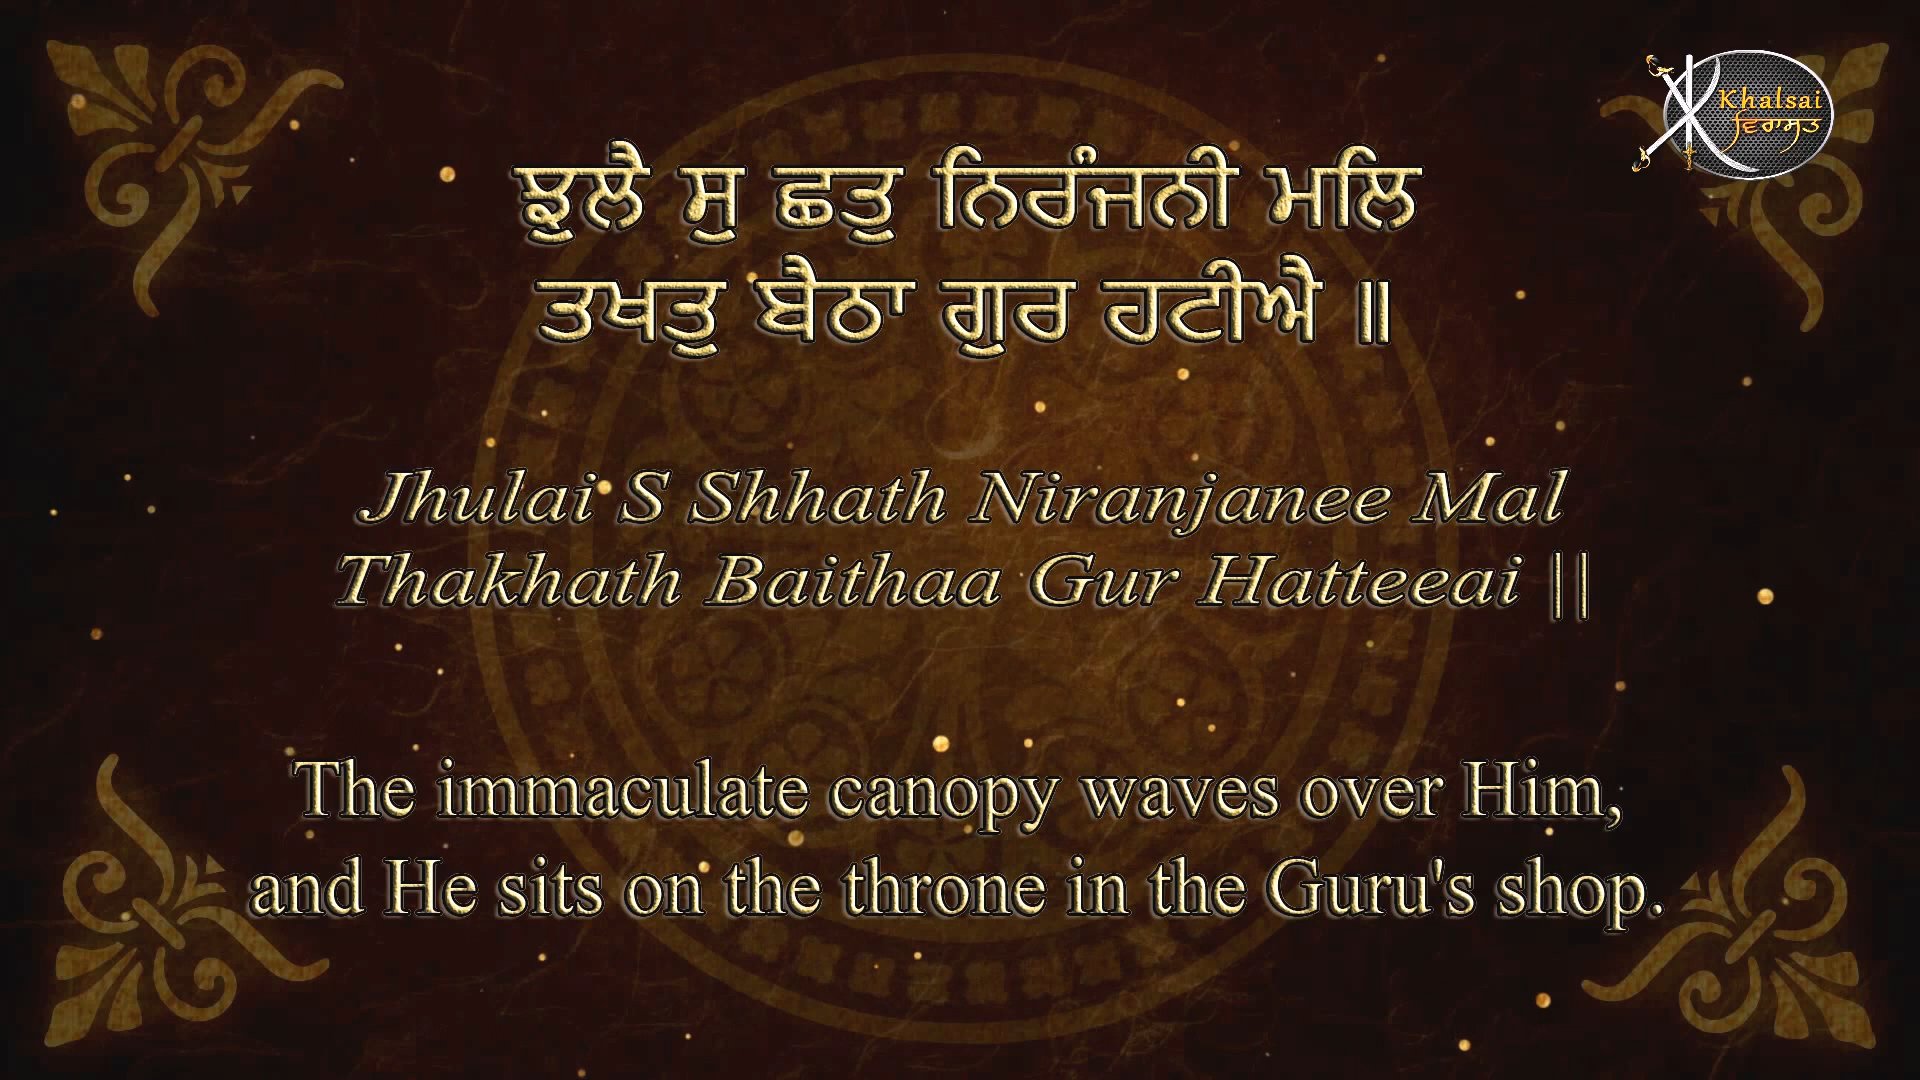 Khalsai
ਵਿਰਾਸਤ
ਝੁਲੈ ਸੁ ਛਤੁ ਨਿਰੰਜਨੀ ਮਲਿ
ਤਖਤੁ ਬੈਠਾ ਗੁਰ ਹਟੀਐ ॥
Jhulai S Shhath Niranjanee Mal
Thakhath Baithaa Gur Hatteeai ||
The immaculate canopy waves over Him,
and He sits on the throne in the Guru's shop.